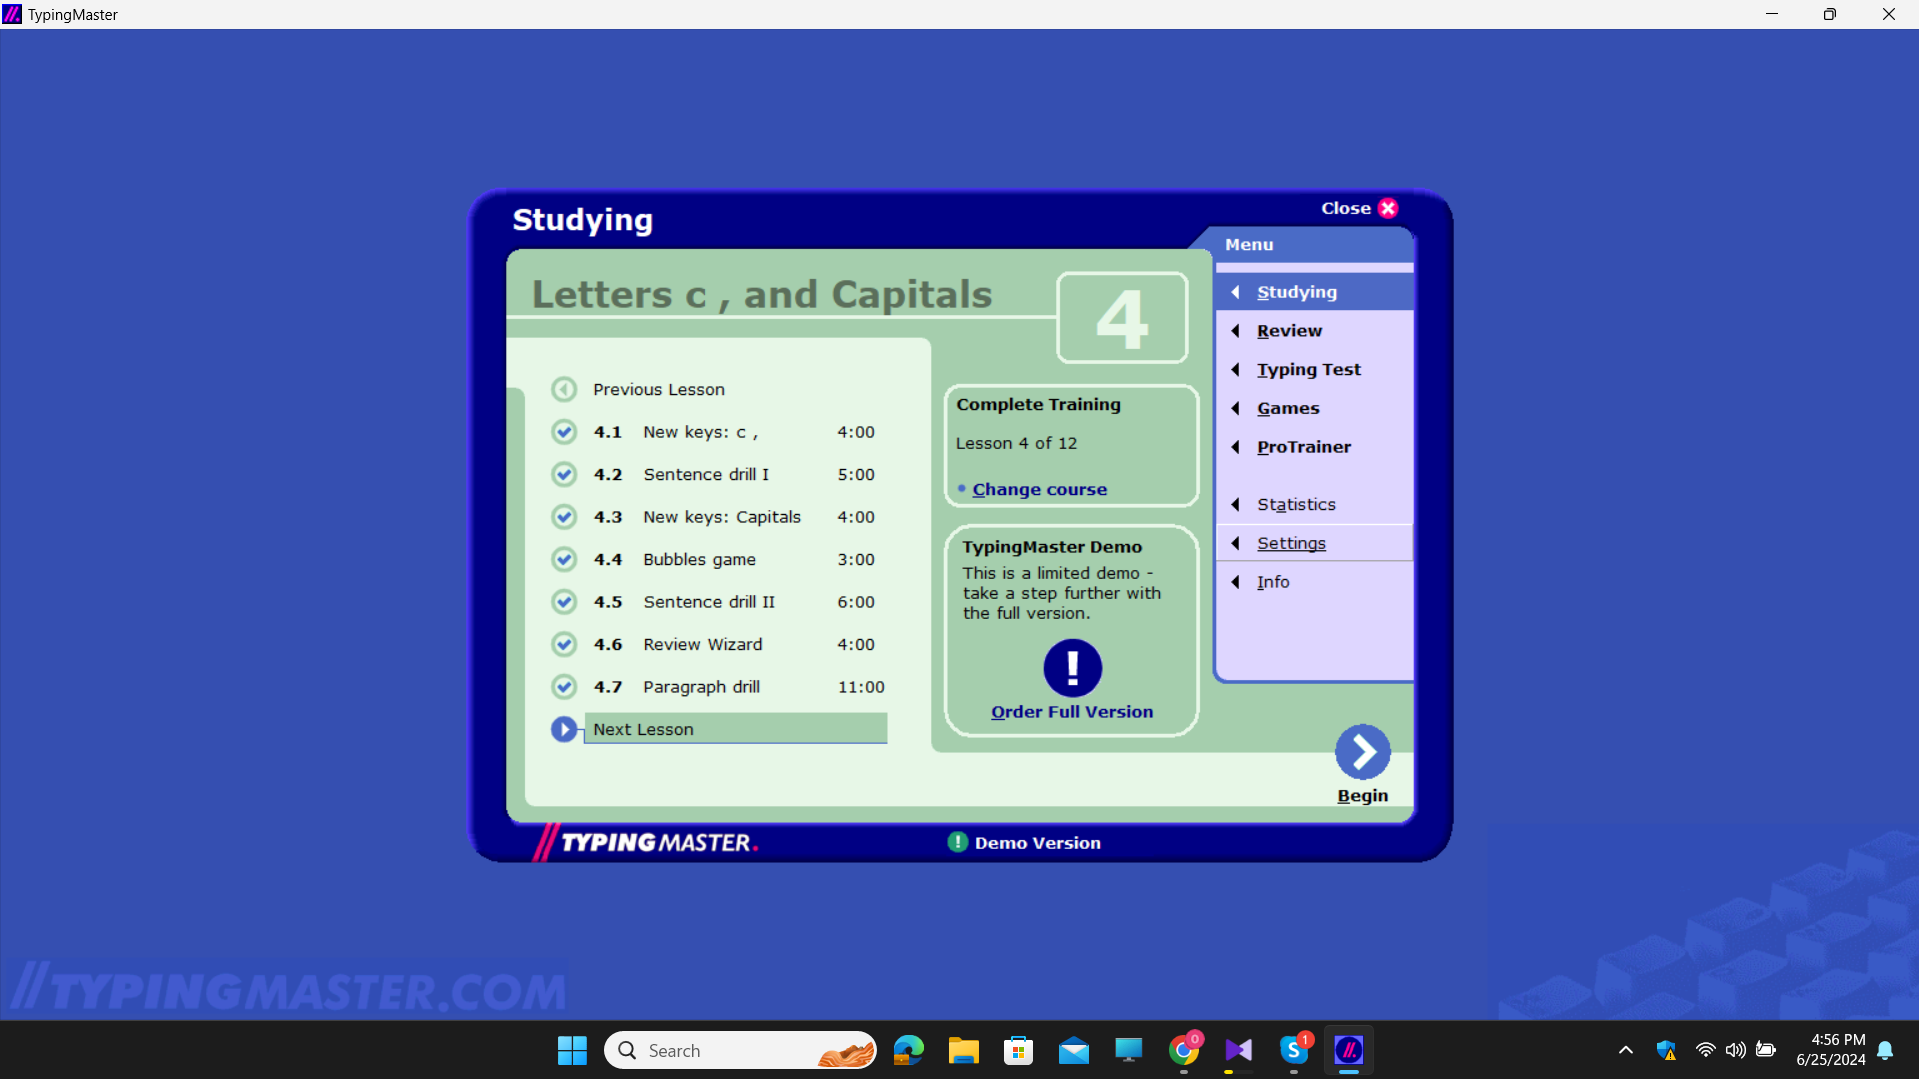 TypingMaster
Studying
Close
Menu
Letters c , and Capitals
4
Previous Lesson
4.1 New keys: c , 4:00
4.2 Sentence drill I 5:00
4.3 New keys: Capitals 4:00
4.4 Bubbles game 3:00
4.5 Sentence drill II 6:00
4.6 Review Wizard 4:00
4.7 Paragraph drill 11:00
Next Lesson
Complete Training
Lesson 4 of 12
Change course
TypingMaster Demo
This is a limited demo -
take a step further with
the full version.
!
Order Full Version
Studying
Review
Typing Test
Games
ProTrainer
Statistics
Settings
Info
Begin
//TYPINGMASTER.
! Demo Version
//TYPINGMASTER.COM
Search
0
S 1
4:56 PM
6/25/2024